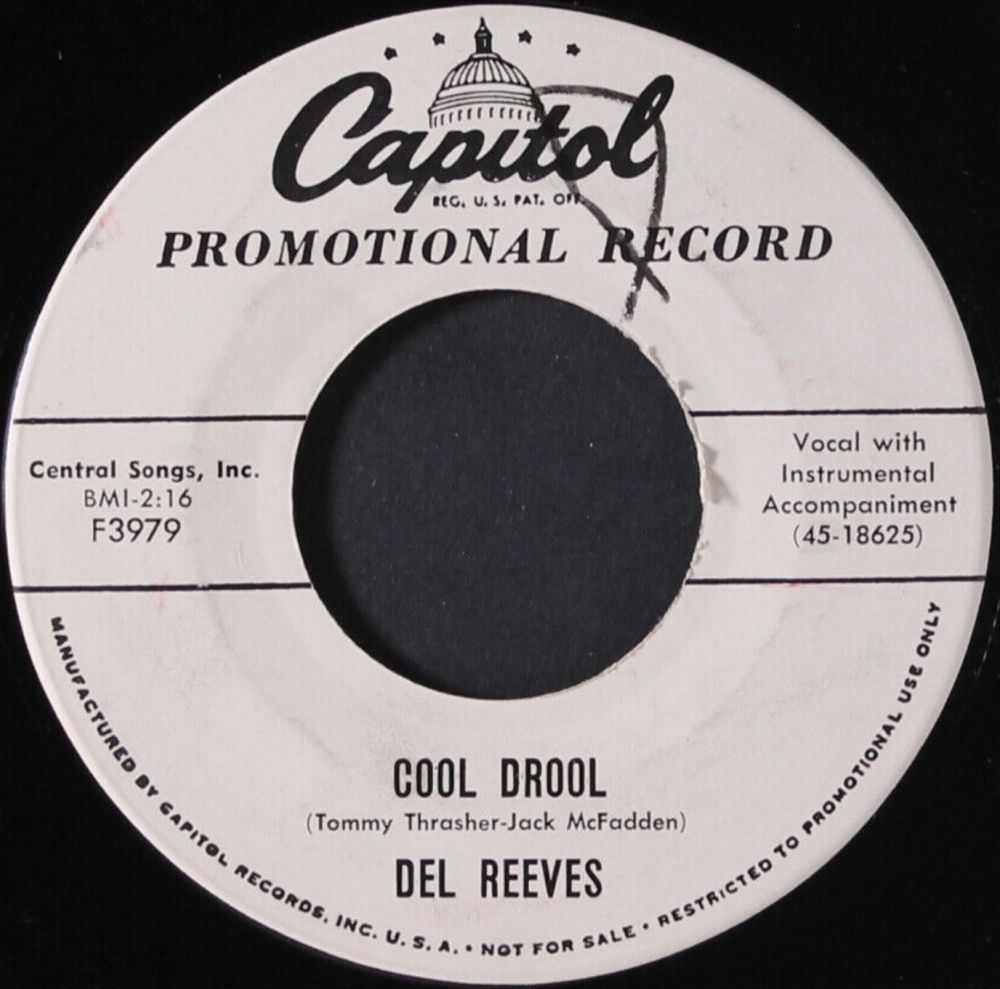 Capitol
REG. U. S. PAT. OFF.
PROMOTIONAL RECORD
Central Songs, Inc.
BMI-2:16
F3979
Vocal with
Instrumental
Accompaniment
(45-18625)
COOL DROOL
(Tommy Thrasher-Jack McFadden)
DEL REEVES
MANUFACTURED BY CAPITOL RECORDS, INC. U. S. A. • NOT FOR SALE • RESTRICTED TO PROMOTIONAL USE ONLY